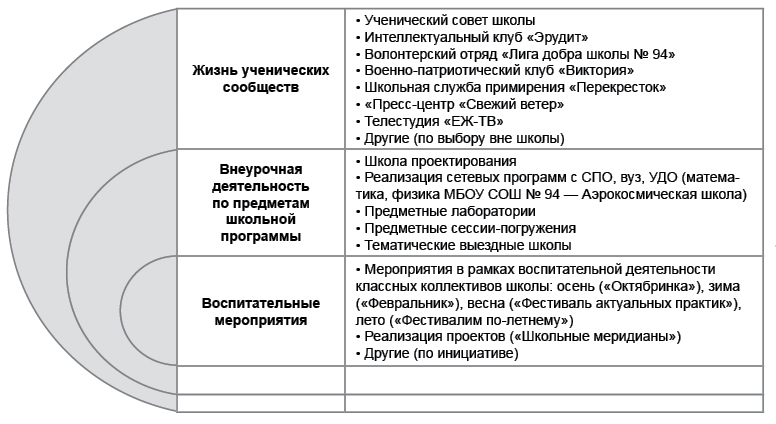 Жизнь ученических
сообществ
• Ученический совет школы
• Интеллектуальный клуб «Эрудит»
• Волонтерский отряд «Лига добра школы № 94»
• Военно-патриотический клуб «Виктория»
• Школьная служба примирения «Перекресток»
• «Пресс-центр «Свежий ветер»
• Телестудия «ЕЖ-ТВ»
• Другие (по выбору вне школы)
Внеурочная
деятельность
по предметам
школьной
программы
• Школа проектирования
• Реализация сетевых программ с СПО, вуз, УДО (матема-
тика, физика МБОУ СОШ № 94 — Аэрокосмическая школа)
• Предметные лаборатории
• Предметные сессии-погружения
• Тематические выездные школы
Воспитательные
мероприятия
• Мероприятия в рамках воспитательной деятельности
классных коллективов школы: осень («Октябринка»), зима
(«Февральник»), весна («Фестиваль актуальных практик»),
лето («Фестивалим по-летнему»)
• Реализация проектов («Школьные меридианы»)
• Другие (по инициативе)